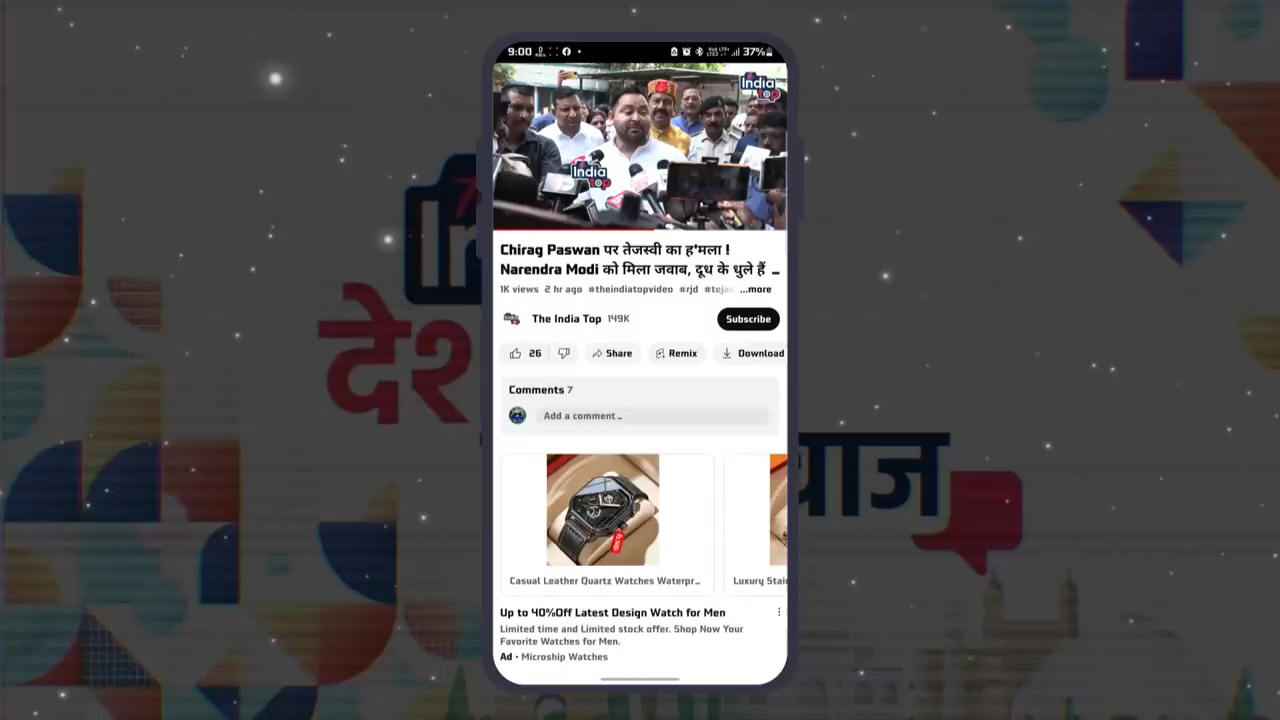 9:00
37%
India
top
India
top
Chirag Paswan पर तेजस्वी का ह'मला !
Narendra Modi को मिला जवाब, दूध के धुले हैं ...
1K views 2 hr ago #theindiatopvideo #rjd #teja ...more
The India Top 149K
Subscribe
26
Share
Remix
Download
Comments 7
Add a comment...
Casual Leather Quartz Watches Waterpr...
Luxury Stai
Up to 40%Off Latest Design Watch for Men
Limited time and Limited stock offer. Shop Now Your
Favorite Watches for Men.
Ad · Microship Watches
देश